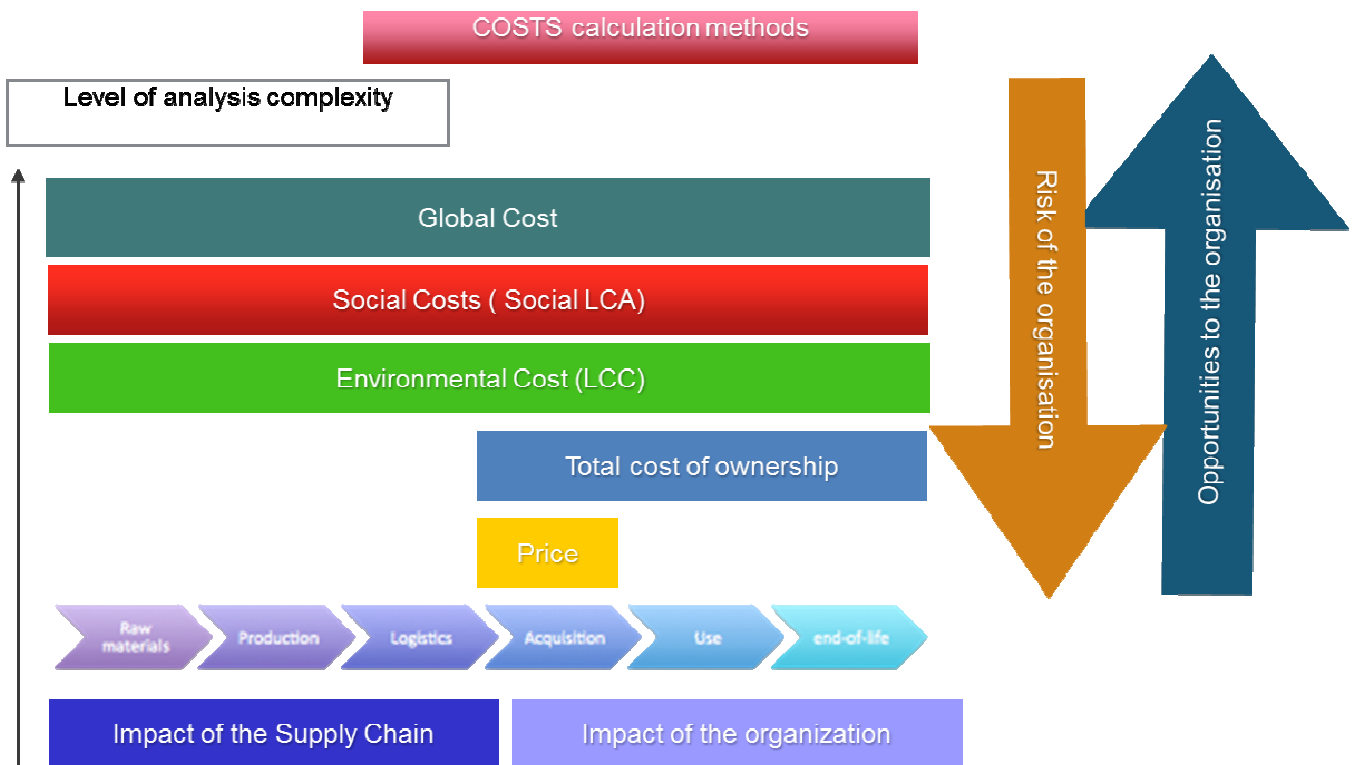 COSTS calculation methods
Level of analysis complexity
Global Cost
Social Costs ( Social LCA)
Environmental Cost (LCC)
Total cost of ownership
Price
Raw
materials
Production
Logistics
Acquisition
Use
end-of-life
Impact of the Supply Chain
Impact of the organization
Risk of the organisation
Opportunities to the organisation